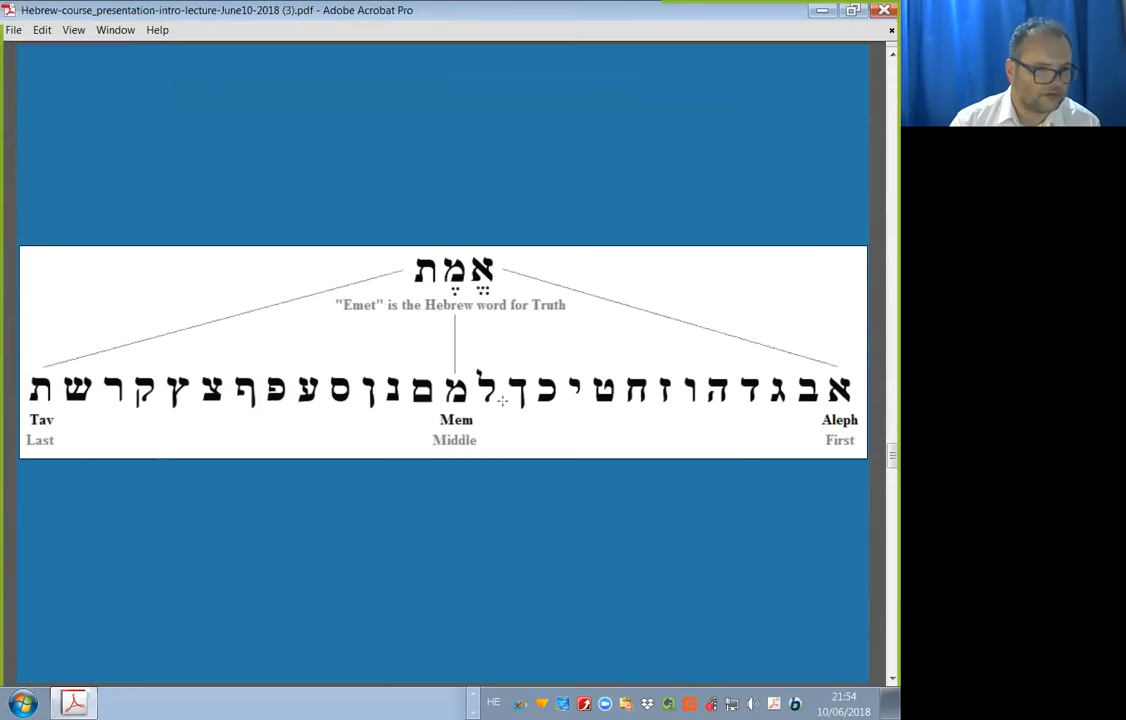 Hebrew-course_presentation-intro-lecture-June10-2018 (3).pdf - Adobe Acrobat Pro
File Edit View Window Help
אֱמֶת
"Emet" is the Hebrew word for Truth
א ב ג ד ה ו ז ח ט י כ ך ל מ ם נ ן ס ע פ ף צ ץ ק ר ש ת
Tav Mem Aleph
Last Middle First
HE
21:54
10/06/2018